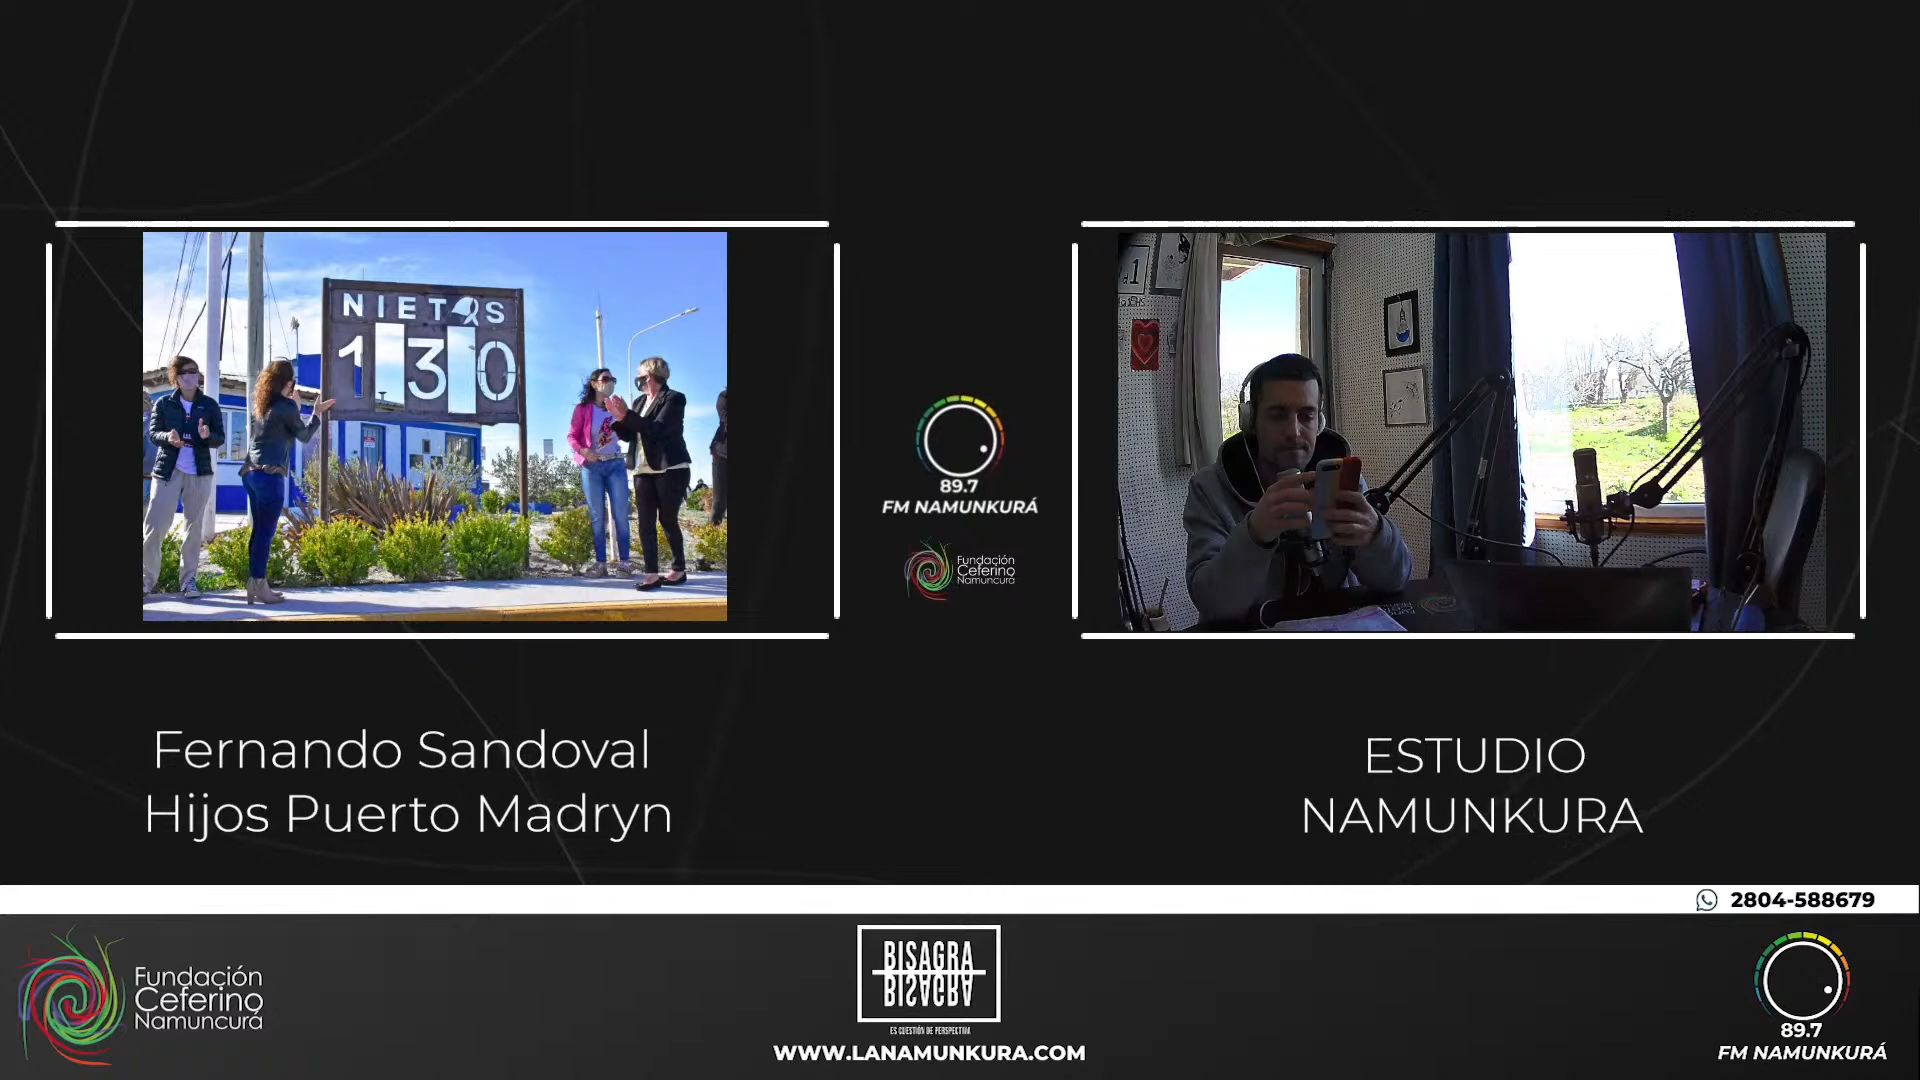 NIETOS
130
89.7
FM NAMUNKURÁ
Fundación
Ceferino
Namuncurá
Fernando Sandoval
Hijos Puerto Madryn
ESTUDIO
NAMUNKURA
2804-588679
Fundación
Ceferino
Namuncurá
BISAGRA
BISAGRA
ES CUESTIÓN DE PERSPECTIVA
WWW.LANAMUNKURA.COM
89.7
FM NAMUNKURÁ